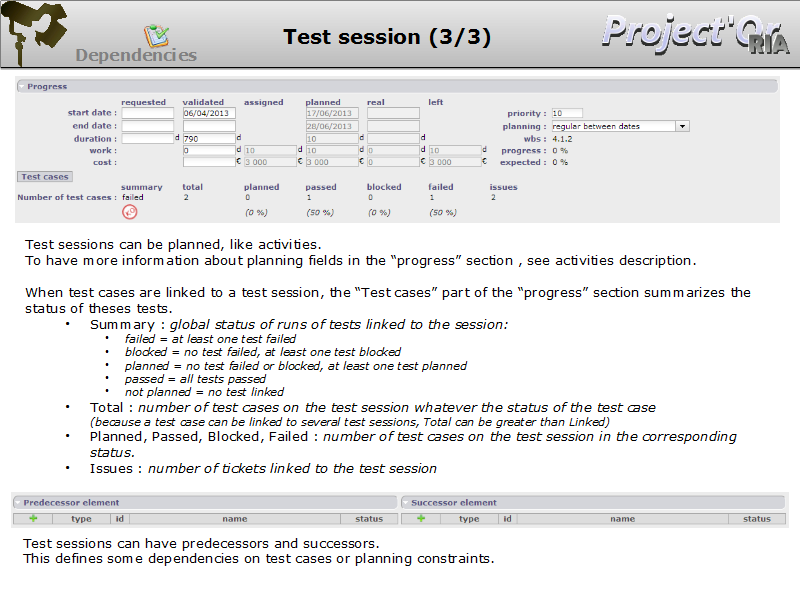 Dependencies
Test session (3/3)
Project'Or
RIA
Progress
requested validated assigned planned real left
start date : 06/04/2013 17/06/2013 priority : 10
end date : 28/06/2013 planning : regular between dates
duration : d 790 d 10 d d wbs : 4.1.2
work : 0 d 10 d 10 d 0 d 10 d progress : 0 %
cost : € 3 000 € 3 000 € 0 € 3 000 € expected : 0 %
Test cases
summary total planned passed blocked failed issues
Number of test cases : failed 2 0 1 0 1 2
(0 %) (50 %) (0 %) (50 %)
Test sessions can be planned, like activities.
To have more information about planning fields in the “progress” section , see activities description.
When test cases are linked to a test session, the “Test cases” part of the “progress” section summarizes the
status of theses tests.
• Summary : global status of runs of tests linked to the session:
• failed = at least one test failed
• blocked = no test failed, at least one test blocked
• planned = no test failed or blocked, at least one test planned
• passed = all tests passed
• not planned = no test linked
• Total : number of test cases on the test session whatever the status of the test case
(because a test case can be linked to several test sessions, Total can be greater than Linked)
• Planned, Passed, Blocked, Failed : number of test cases on the test session in the corresponding
status.
• Issues : number of tickets linked to the test session
Predecessor element Successor element
type id name status type id name status
Test sessions can have predecessors and successors.
This defines some dependencies on test cases or planning constraints.